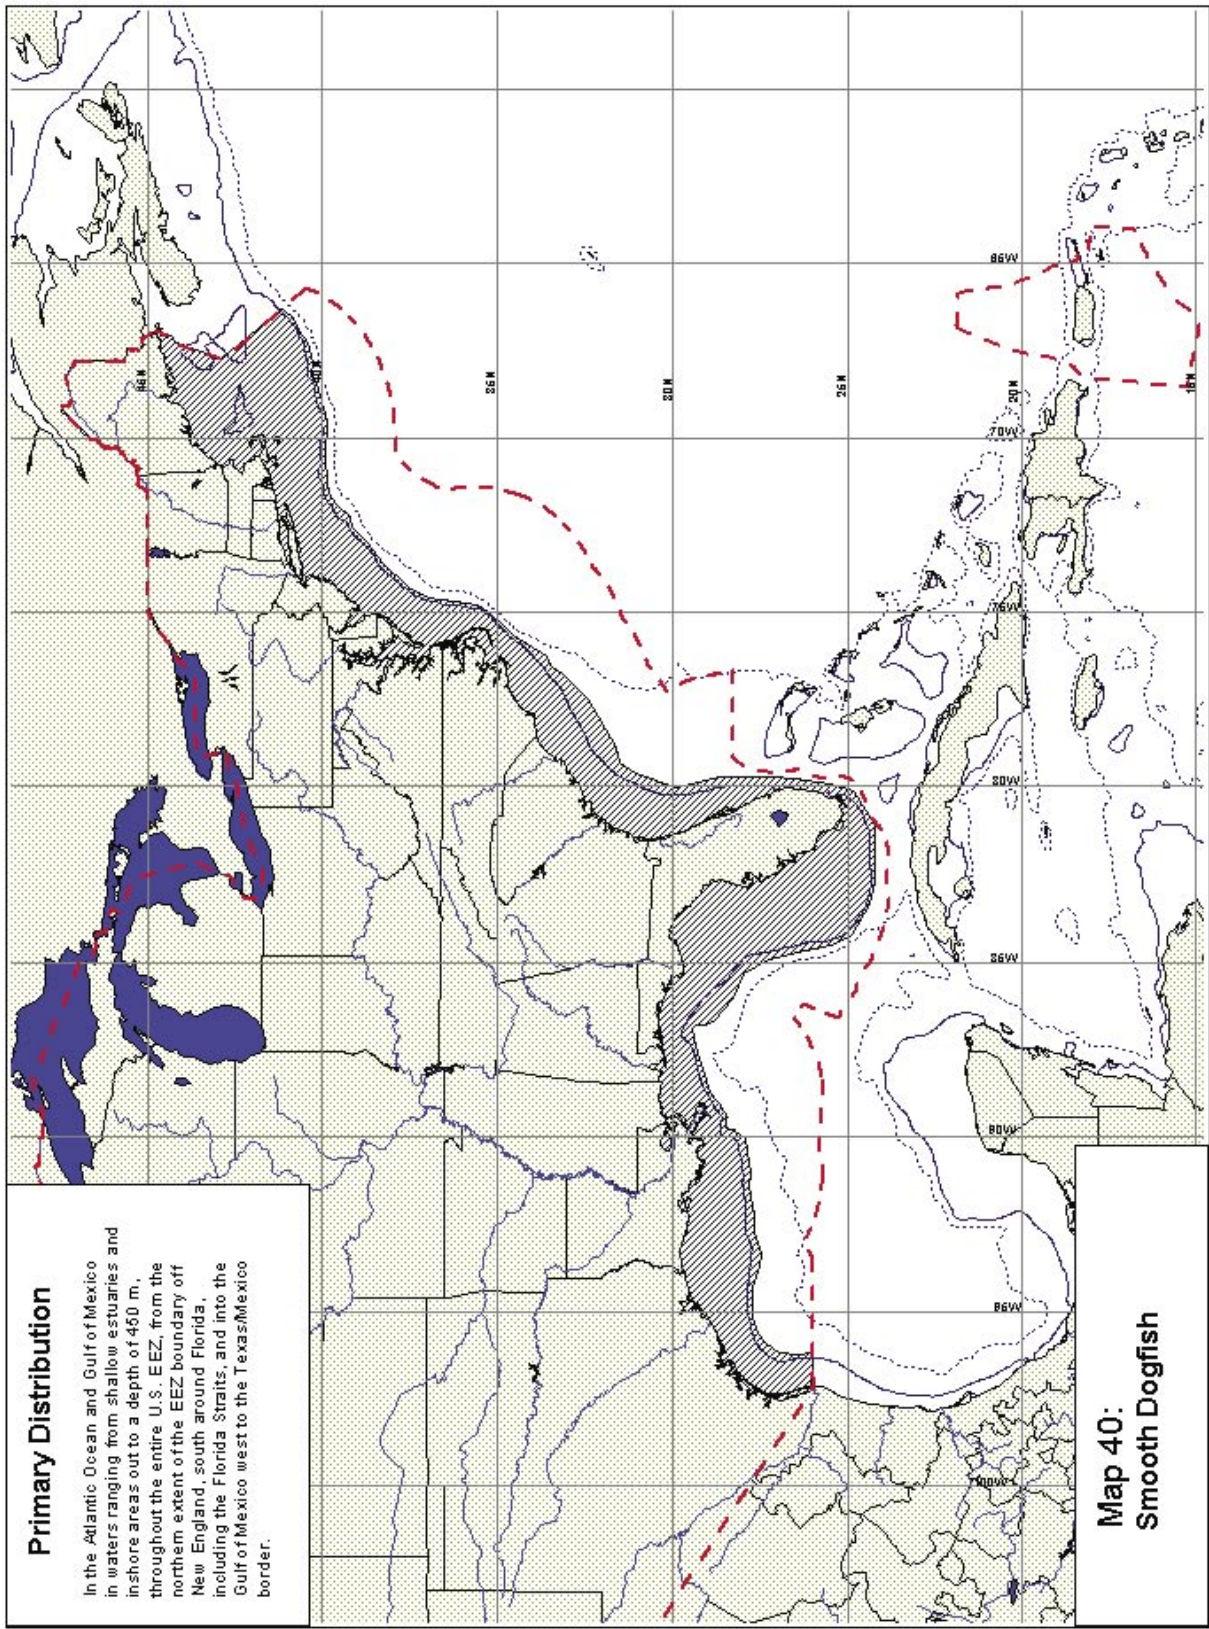 Primary Distribution
In the Atlantic Ocean and Gulf of Mexico
in waters ranging from shallow estuaries and
inshore areas out to a depth of 450 m,
throughout the entire U.S. EEZ, from the
northern extent of the EEZ boundary off
New England, south around Florida,
including the Florida Straits, and into the
Gulf of Mexico west to the Texas/Mexico
border.
45N
40N
35N
30N
25N
100W
95W
90W
85W
80W
75W
70W
20N
65W
15N
Map 40:
Smooth Dogfish